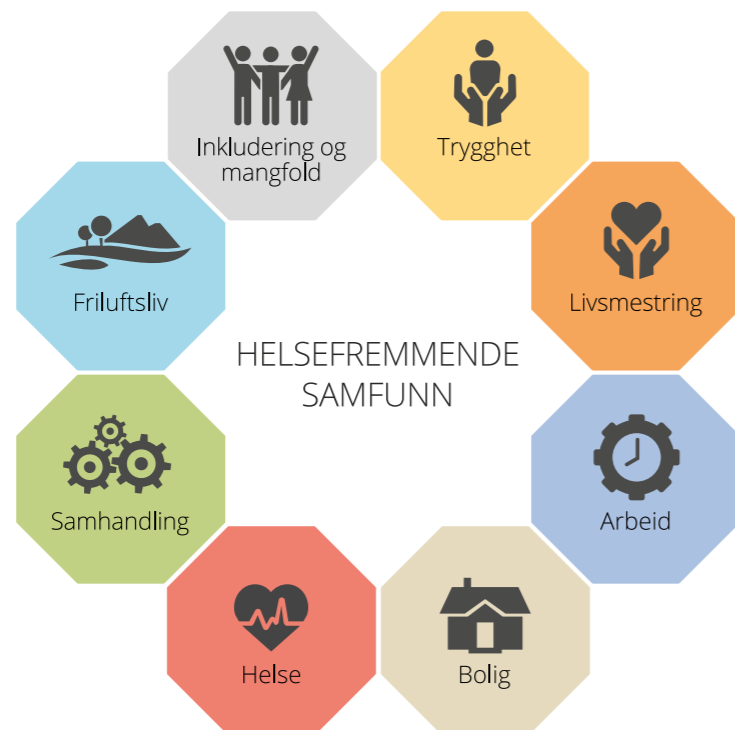 Inkludering og
mangfold
Trygghet
Friluftsliv
Livsmestring
HELSEFREMMENDE
SAMFUNN
Samhandling
Arbeid
Helse
Bolig